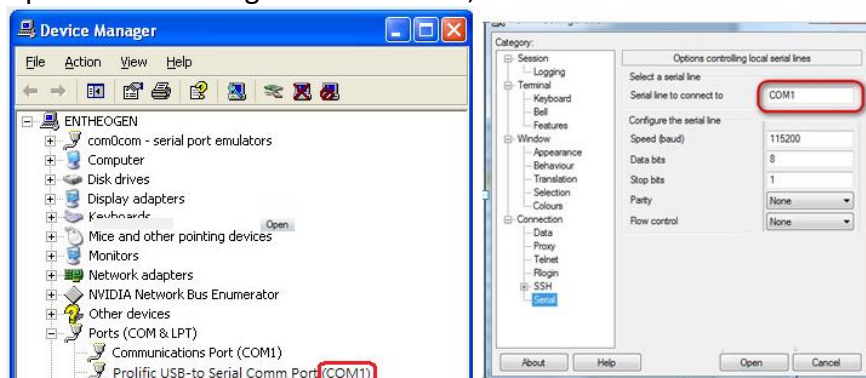 Device Manager
File Action View Help
ENTHEOGEN
com0com - serial port emulators
Computer
Disk drives
Display adapters
Keyboards
Open
Mice and other pointing devices
Monitors
Network adapters
NVIDIA Network Bus Enumerator
Other devices
Ports (COM & LPT)
Communications Port (COM1)
Prolific USB-to Serial Comm Port (COM1)
Category:
Session
Logging
Terminal
Keyboard
Bell
Features
Window
Appearance
Behaviour
Translation
Selection
Colours
Connection
Data
Proxy
Telnet
Rlogin
SSH
Serial
Options controlling local serial lines
Select a serial line
Serial line to connect to COM1
Configure the serial line
Speed (baud) 115200
Data bits 8
Stop bits 1
Parity None
Flow control None
About Help Open Cancel